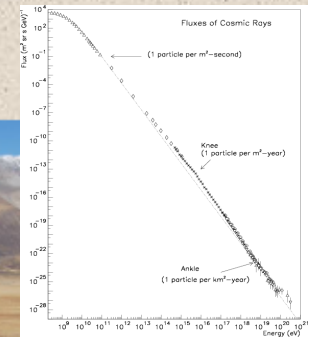 Fluxes of Cosmic Rays
Flux (m² sr s GeV)⁻¹
10⁴
10²
10⁻¹
10⁻⁴
10⁻⁷
10⁻¹⁰
10⁻¹³
10⁻¹⁶
10⁻¹⁹
10⁻²²
10⁻²⁵
10⁻²⁸
(1 particle per m²–second)
Knee
(1 particle per m²–year)
Ankle
(1 particle per km²–year)
10⁹ 10¹⁰ 10¹¹ 10¹² 10¹³ 10¹⁴ 10¹⁵ 10¹⁶ 10¹⁷ 10¹⁸ 10¹⁹ 10²⁰ 10²¹
Energy (eV)